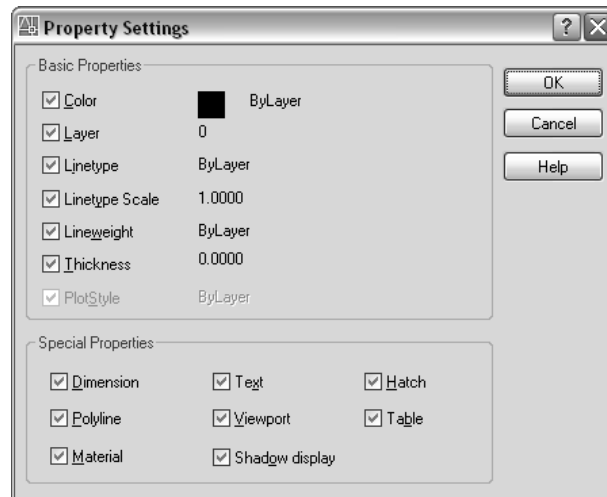 Property Settings
Basic Properties
Color ByLayer
Layer 0
Linetype ByLayer
Linetype Scale 1.0000
Lineweight ByLayer
Thickness 0.0000
PlotStyle ByLayer
OK
Cancel
Help
Special Properties
Dimension Text Hatch
Polyline Viewport Table
Material Shadow display